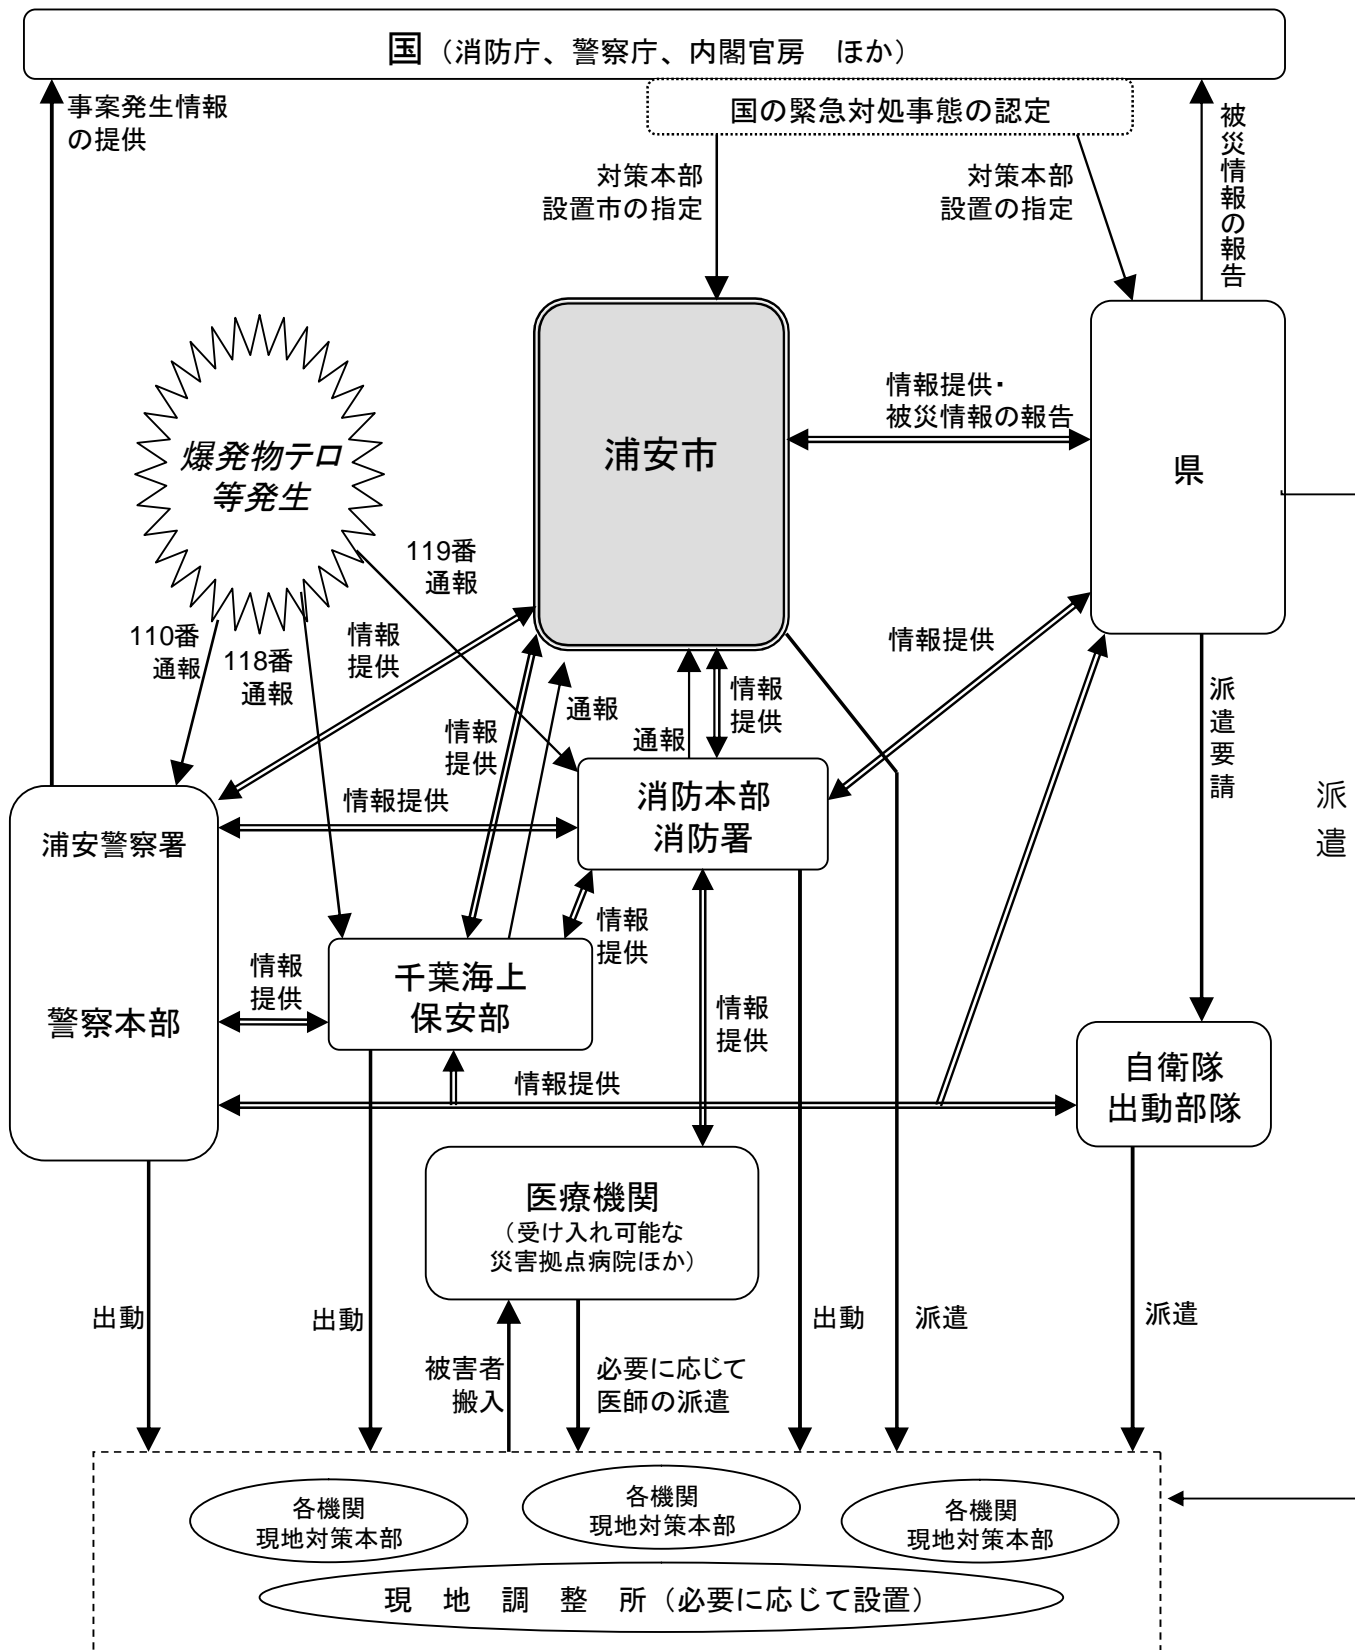 国（消防庁、警察庁、内閣官房　ほか）
事案発生情報
の提供
国の緊急対処事態の認定
被災情報の報告
対策本部
設置市の指定
対策本部
設置の指定
爆発物テロ
等発生
浦安市
情報提供・
被災情報の報告
県
119番
通報
110番
通報
118番
通報
情報
提供
情報
提供
通報
通報
情報
提供
情報提供
派遣要請
派遣
情報提供
浦安警察署
警察本部
消防本部
消防署
情報
提供
情報
提供
千葉海上
保安部
情報
提供
情報提供
自衛隊
出動部隊
医療機関
（受け入れ可能な
災害拠点病院ほか）
出動
出動
被害者
搬入
必要に応じて
医師の派遣
出動
派遣
派遣
各機関
現地対策本部
各機関
現地対策本部
各機関
現地対策本部
現　地　調　整　所（必要に応じて設置）